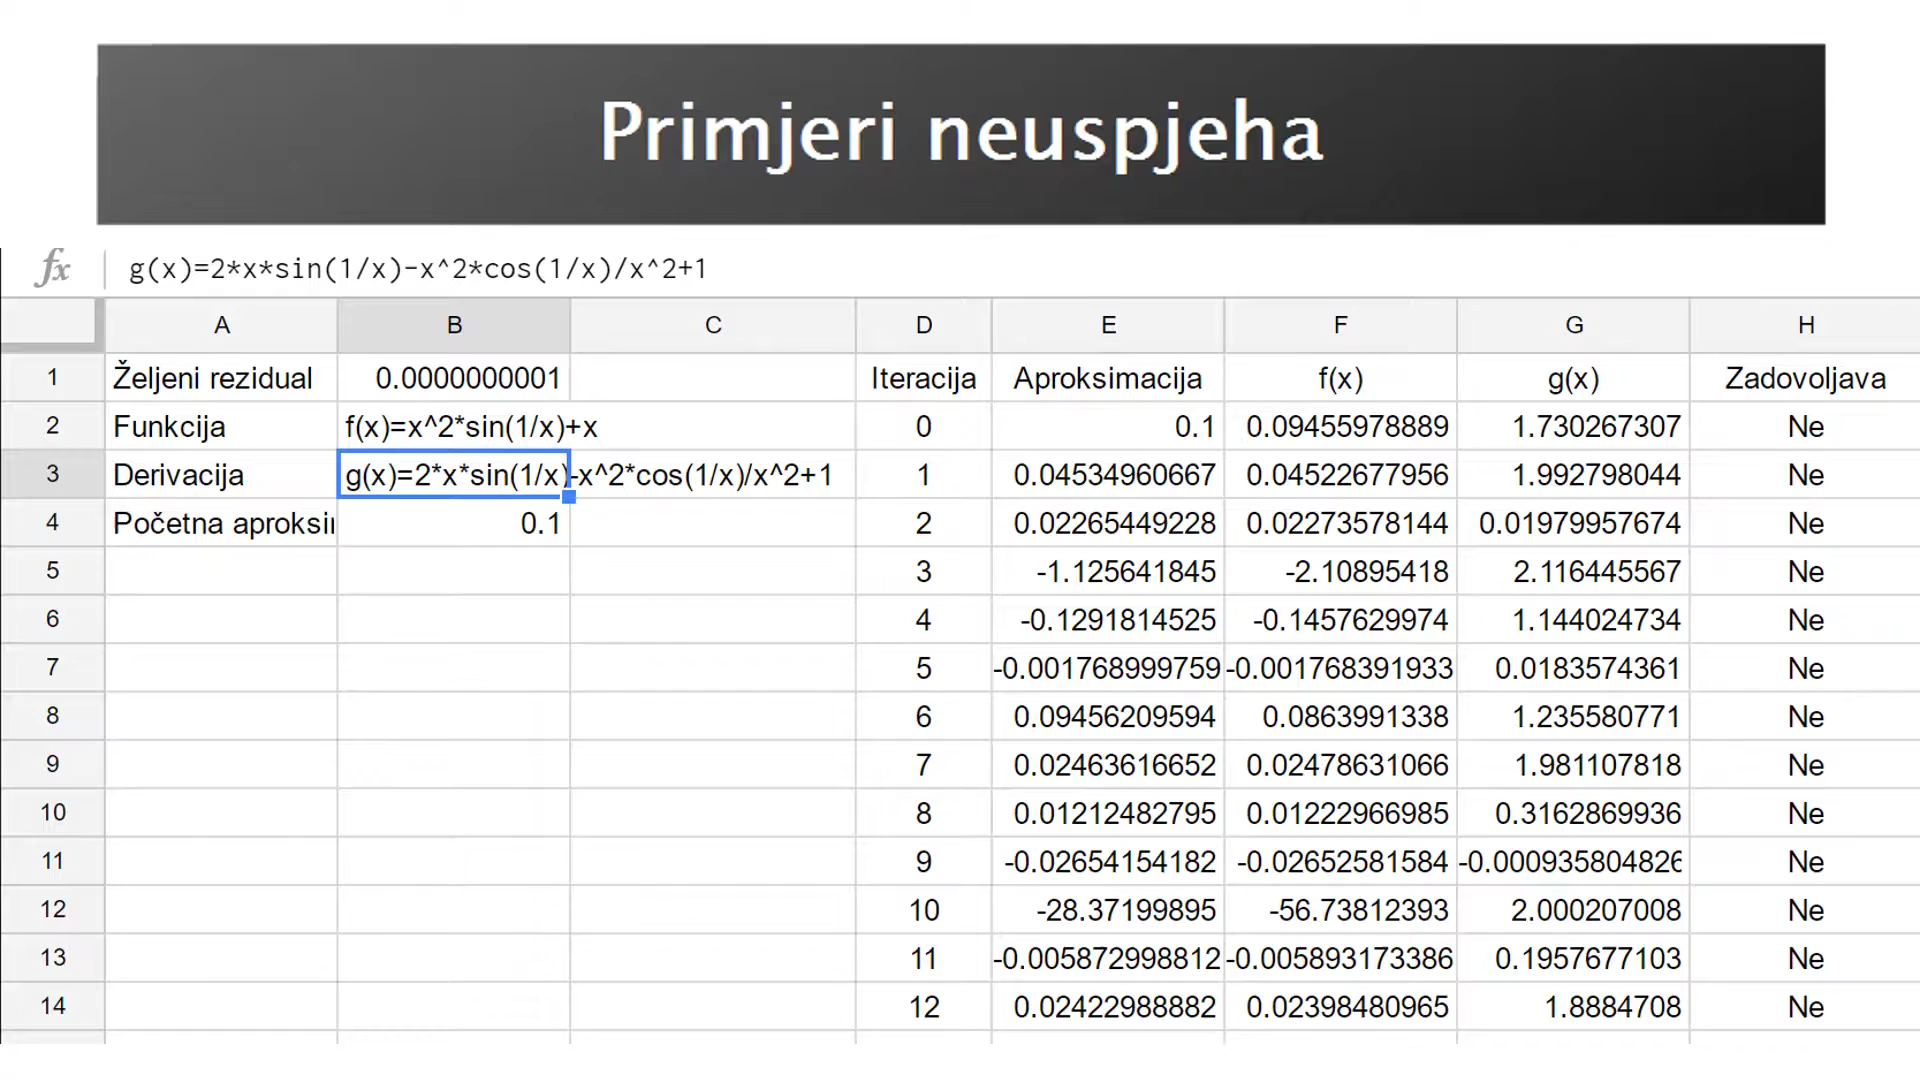 Primjeri neuspjeha
fx g(x)=2*x*sin(1/x)-x^2*cos(1/x)/x^2+1
A B C D E F G H
1 Željeni rezidual 0.0000000001 Iteracija Aproksimacija f(x) g(x) Zadovoljava
2 Funkcija f(x)=x^2*sin(1/x)+x 0 0.1 0.09455978889 1.730267307 Ne
3 Derivacija g(x)=2*x*sin(1/x)-x^2*cos(1/x)/x^2+1 1 0.04534960667 0.04522677956 1.992798044 Ne
4 Početna aproksi 0.1 2 0.02265449228 0.02273578144 0.01979957674 Ne
5 3 -1.125641845 -2.10895418 2.116445567 Ne
6 4 -0.1291814525 -0.1457629974 1.144024734 Ne
7 5 -0.001768999759 -0.001768391933 0.0183574361 Ne
8 6 0.09456209594 0.0863991338 1.235580771 Ne
9 7 0.02463616652 0.02478631066 1.981107818 Ne
10 8 0.01212482795 0.01222966985 0.3162869936 Ne
11 9 -0.02654154182 -0.02652581584 -0.000935804826 Ne
12 10 -28.37199895 -56.73812393 2.000207008 Ne
13 11 -0.005872998812 -0.005893173386 0.1957677103 Ne
14 12 0.02422988882 0.02398480965 1.8884708 Ne